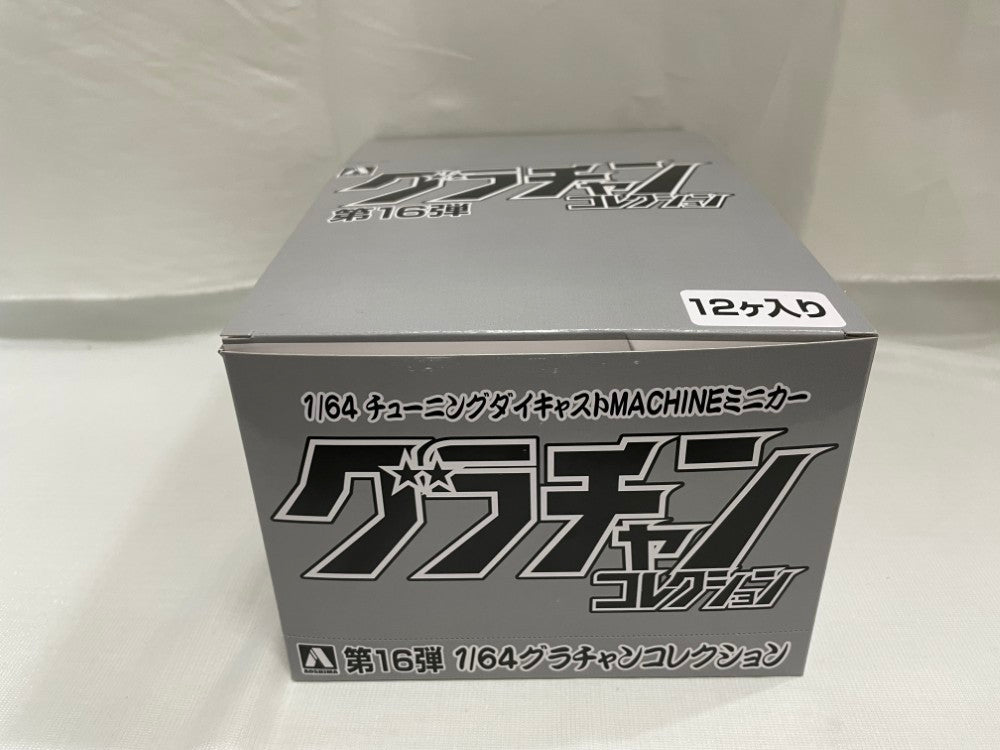 グラチャン
コレクション
第16弾
12ケ入り
1/64 チューニングダイキャストMACHINEミニカー
グラチャン
コレクション
AOSHIMA
第16弾 1/64グラチャンコレクション